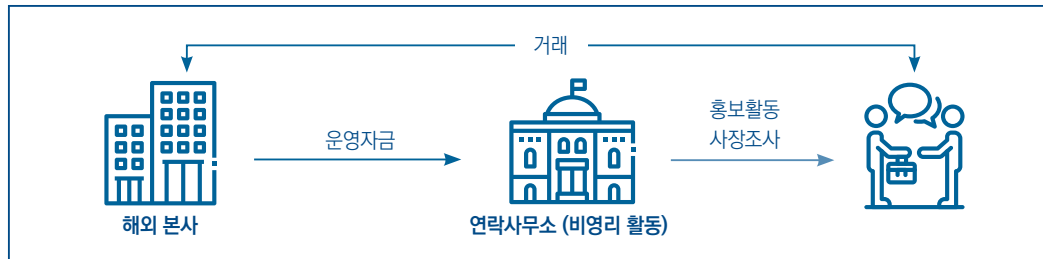 거래
운영자금
홍보활동
사장조사
해외 본사
연락사무소 (비영리 활동)